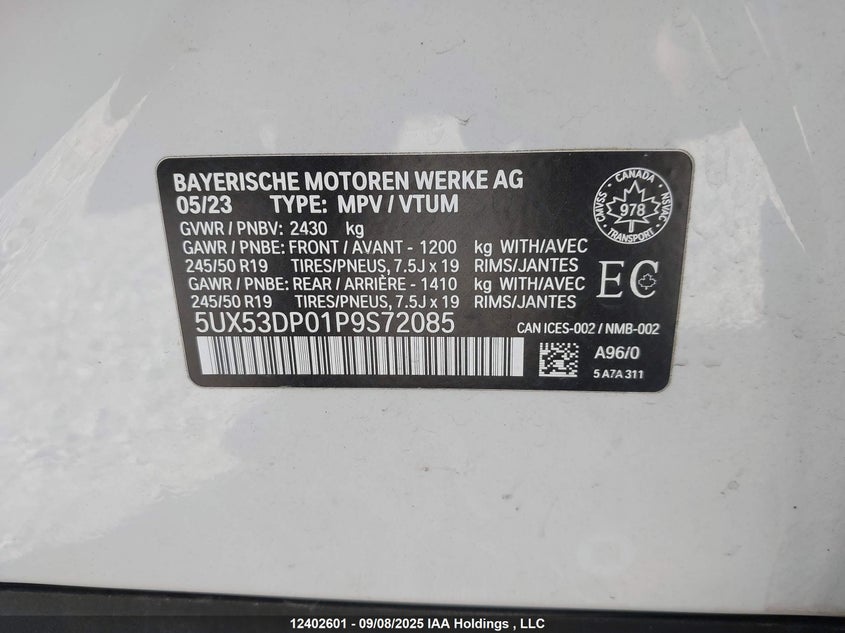 BAYERISCHE MOTOREN WERKE AG
05/23 TYPE: MPV / VTUM
GVWR / PNBV: 2430 kg
GAWR / PNBE: FRONT / AVANT - 1200 kg WITH/AVEC
245/50 R19 TIRES/PNEUS, 7.5J x 19 RIMS/JANTES
GAWR / PNBE: REAR / ARRIÈRE - 1410 kg WITH/AVEC
245/50 R19 TIRES/PNEUS, 7.5J x 19 RIMS/JANTES
5UX53DP01P9S72085
CANADA
CMVSS 978 NSVAC
TRANSPORT
EC
CAN ICES-002 / NMB-002
A96/0
5 A7A 311
12402601 - 09/08/2025 IAA Holdings , LLC